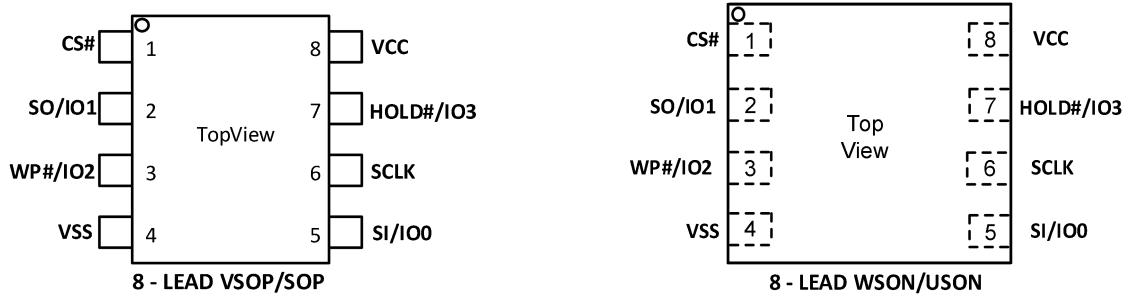 CS# 1 8 VCC
SO/IO1 2 7 HOLD#/IO3
TopView
WP#/IO2 3 6 SCLK
VSS 4 5 SI/IO0
8 - LEAD VSOP/SOP
CS# 1 8 VCC
SO/IO1 2 7 HOLD#/IO3
Top
View
WP#/IO2 3 6 SCLK
VSS 4 5 SI/IO0
8 - LEAD WSON/USON